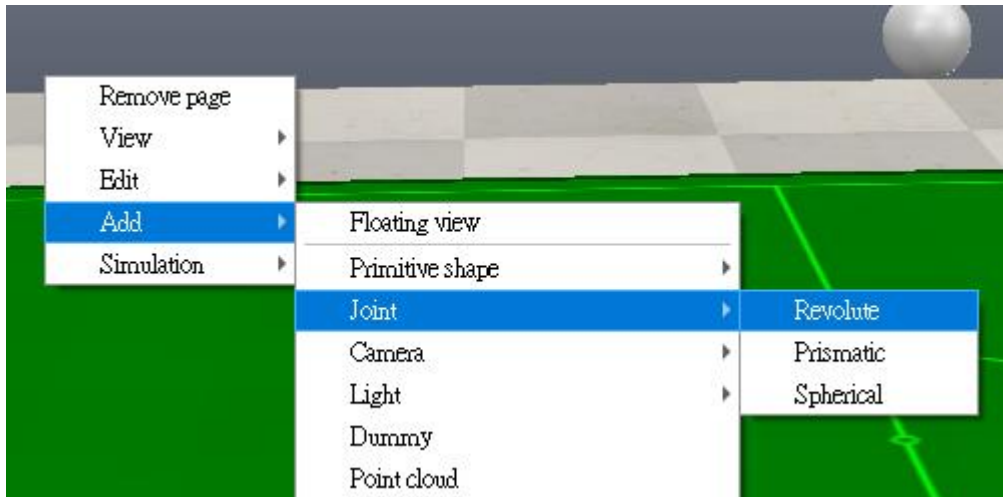 Remove page
View
Edit
Add
Simulation
Floating view
Primitive shape
Joint
Camera
Light
Dummy
Point cloud
Revolute
Prismatic
Spherical